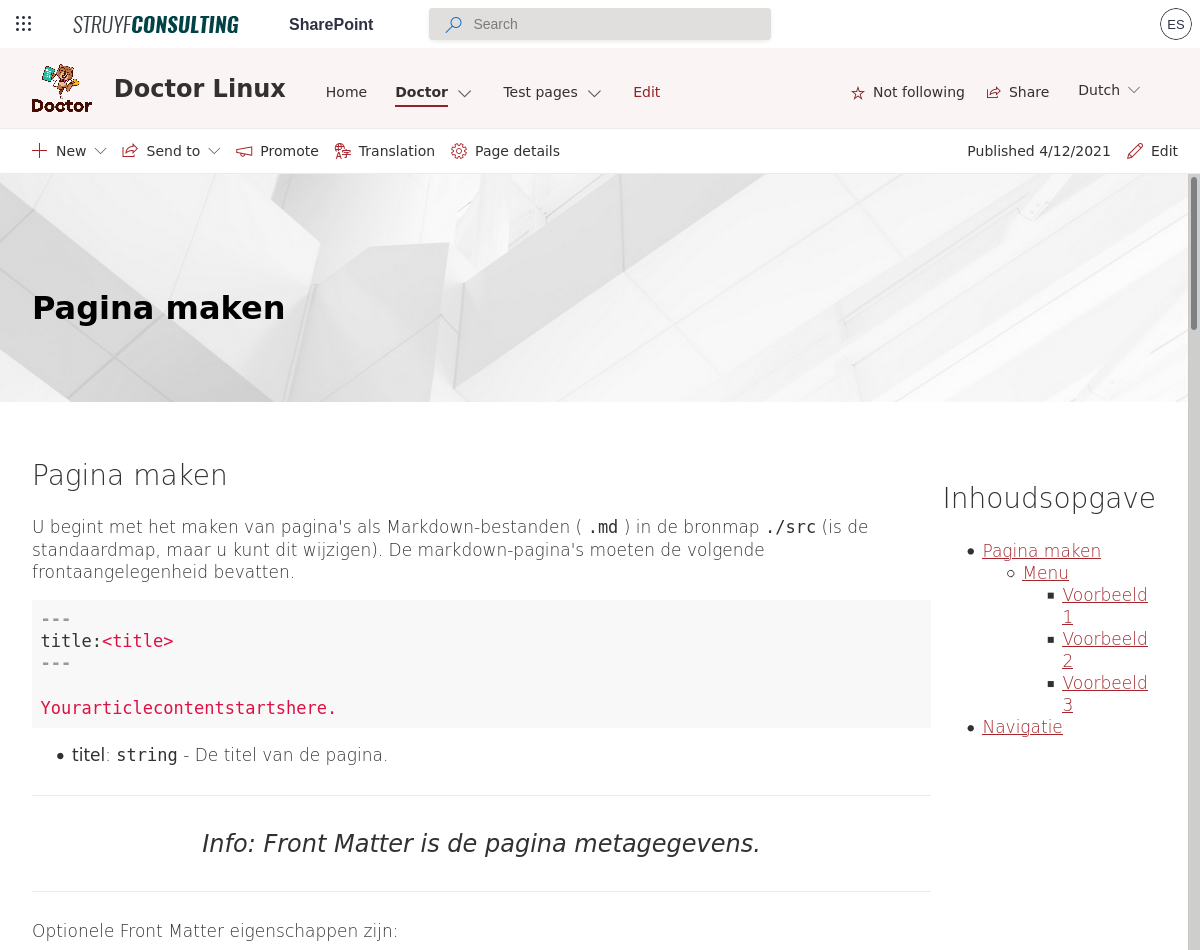 STRUYFCONSULTING
SharePoint
Search
ES
Doctor
Doctor Linux
Home
Doctor
Test pages
Edit
Not following
Share
Dutch
New
Send to
Promote
Translation
Page details
Published 4/12/2021
Edit
Pagina maken
Pagina maken
U begint met het maken van pagina's als Markdown-bestanden ( .md ) in de bronmap ./src (is de
standaardmap, maar u kunt dit wijzigen). De markdown-pagina's moeten de volgende
frontaangelegenheid bevatten.
---
title:<title>
---
Yourarticlecontentstartshere.
titel: string - De titel van de pagina.
Info: Front Matter is de pagina metagegevens.
Optionele Front Matter eigenschappen zijn:
Inhoudsopgave
Pagina maken
Menu
Voorbeeld
1
Voorbeeld
2
Voorbeeld
3
Navigatie